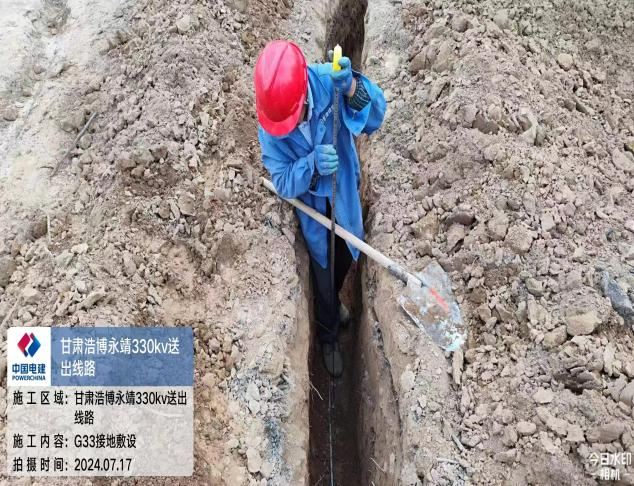 中国电建
POWERCHINA
甘肃浩博永靖330kv送
出线路
施工区域：甘肃浩博永靖330kv送出
线路
施工内容：G33接地敷设
拍摄时间：2024.07.17
今日水印
相机